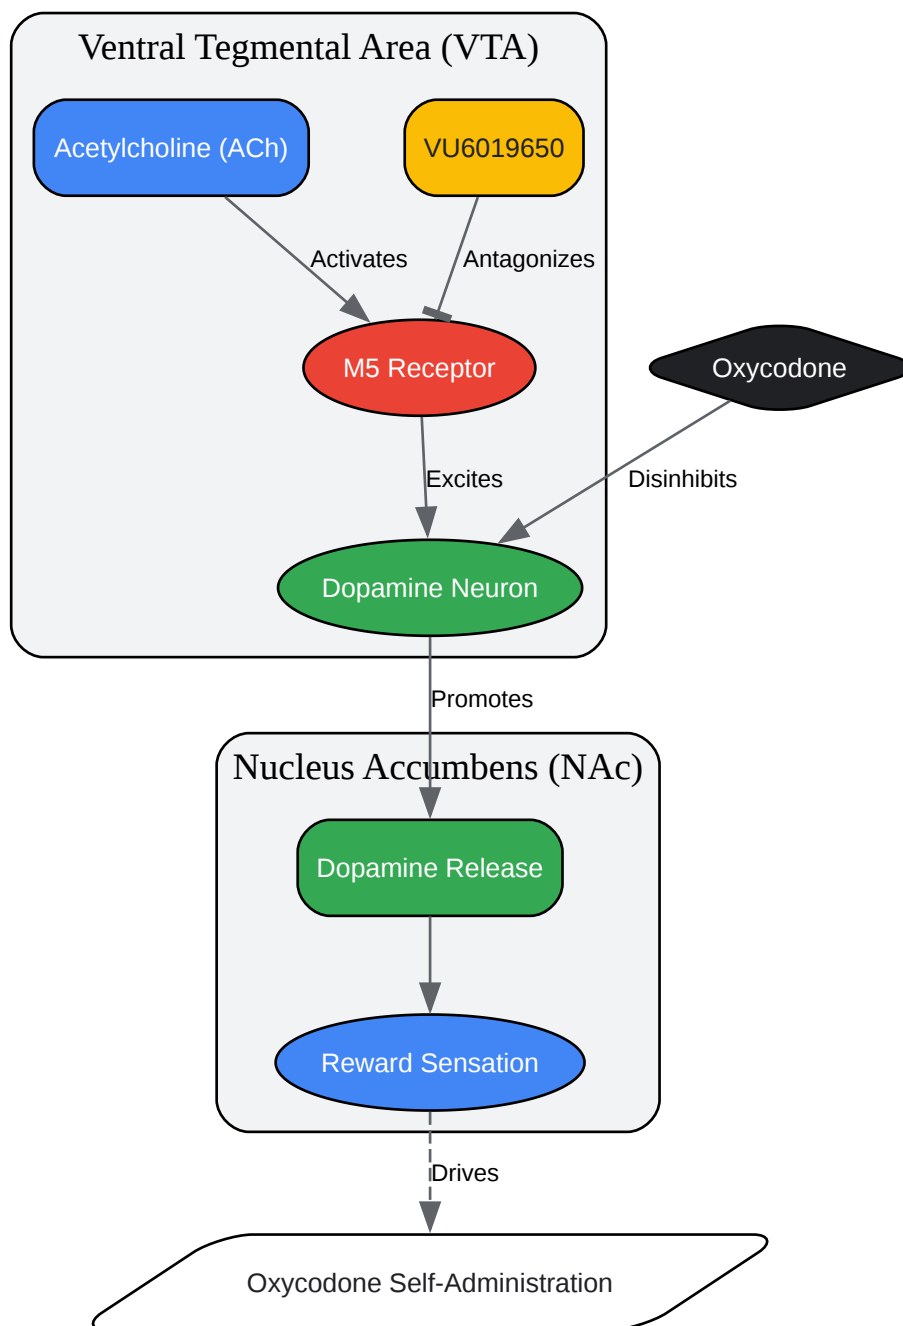 Ventral Tegmental Area (VTA)
Acetylcholine (ACh)
VU6019650
Activates
Antagonizes
M5 Receptor
Oxycodone
Excites
Disinhibits
Dopamine Neuron
Promotes
Nucleus Accumbens (NAc)
Dopamine Release
Reward Sensation
Drives
Oxycodone Self-Administration